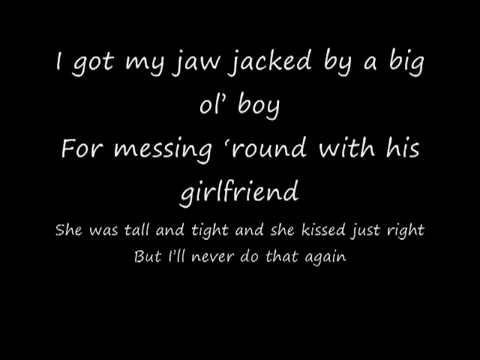 I got my jaw jacked by a big
ol’ boy
For messing ‘round with his
girlfriend
She was tall and tight and she kissed just right
But I’ll never do that again